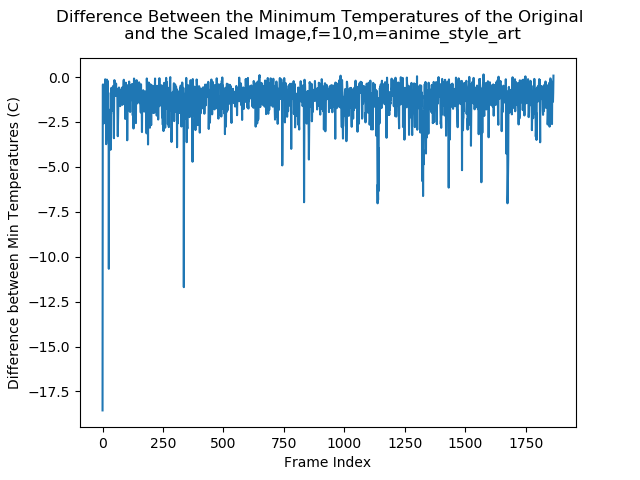 Difference Between the Minimum Temperatures of the Original
and the Scaled Image,f=10,m=anime_style_art
Difference between Min Temperatures (C)
0.0
−2.5
−5.0
−7.5
−10.0
−12.5
−15.0
−17.5
0 250 500 750 1000 1250 1500 1750
Frame Index